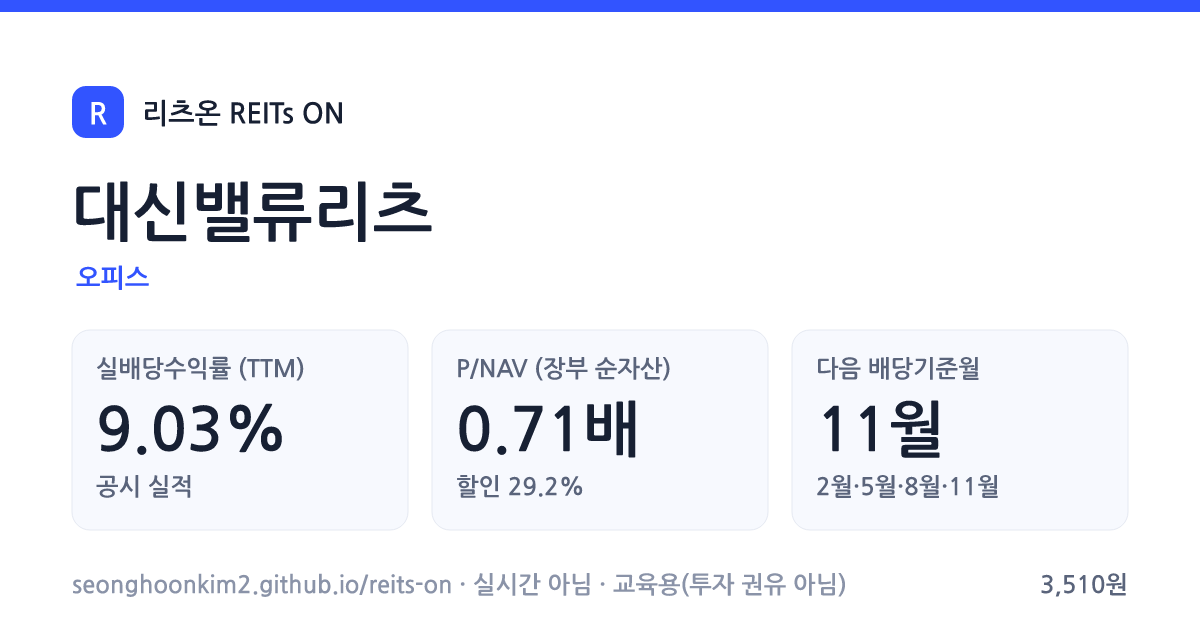 R 리츠온 REITs ON
대신밸류리츠
오피스
실배당수익률 (TTM)
9.03%
공시 실적
P/NAV (장부 순자산)
0.71배
할인 29.2%
다음 배당기준월
11월
2월·5월·8월·11월
seonghoonkim2.github.io/reits-on · 실시간 아님 · 교육용(투자 권유 아님)
3,510원